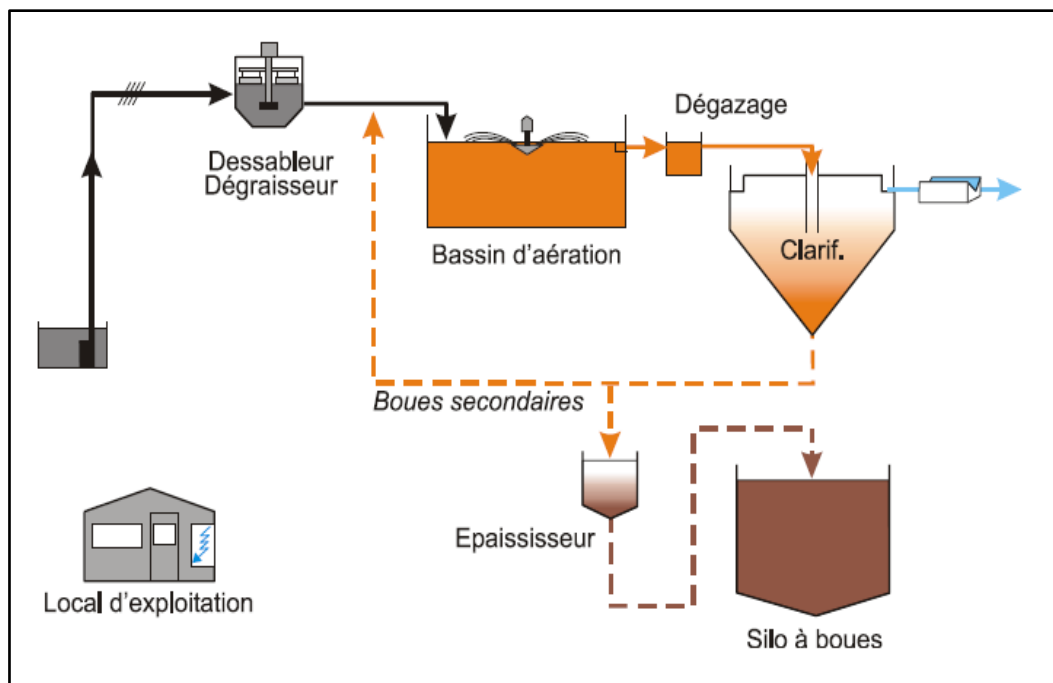 Dégazage
Dessableur
Dégraisseur
Bassin d'aération
Clarif.
Boues secondaires
Epaississeur
Local d'exploitation
Silo à boues